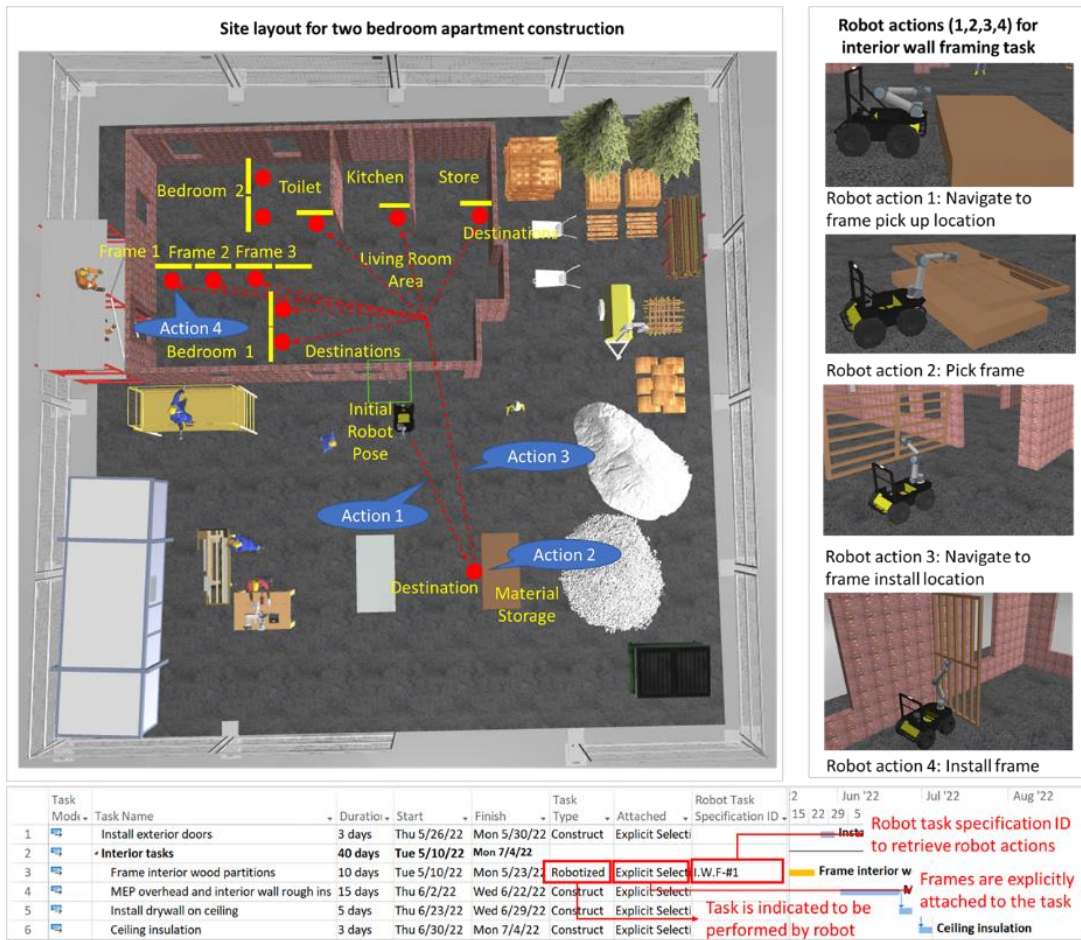 Site layout for two bedroom apartment construction
Bedroom 2
Toilet
Kitchen
Store
Destinations
Frame 1
Frame 2
Frame 3
Living Room
Area
Action 4
Bedroom 1
Destinations
Initial
Robot
Pose
Action 3
Action 1
Action 2
Destination
Material
Storage
Robot actions (1,2,3,4) for
interior wall framing task
Robot action 1: Navigate to
frame pick up location
Robot action 2: Pick frame
Robot action 3: Navigate to
frame install location
Robot action 4: Install frame
Task
Mode
Task Name
Duration
Start
Finish
Task
Type
Attached
Robot Task
Specification ID
2
Jun '22
Jul '22
Aug '22
15 22 29 5
1 Install exterior doors 3 days Thu 5/26/22 Mon 5/30/22 Construct Explicit Selecti
Insta
2 Interior tasks 40 days Tue 5/10/22 Mon 7/4/22
3 Frame interior wood partitions 10 days Tue 5/10/22 Mon 5/23/22 Robotized Explicit Selecti I.W.F-#1
Frame interior w
4 MEP overhead and interior wall rough ins 15 days Thu 6/2/22 Wed 6/22/22 Construct Explicit Selecti
M
5 Install drywall on ceiling 5 days Thu 6/23/22 Wed 6/29/22 Construct Explicit Selecti
6 Ceiling insulation 3 days Thu 6/30/22 Mon 7/4/22 Construct Explicit Selecti
Ceiling insulation
Robot task specification ID
to retrieve robot actions
Frames are explicitly
attached to the task
Task is indicated to be
performed by robot